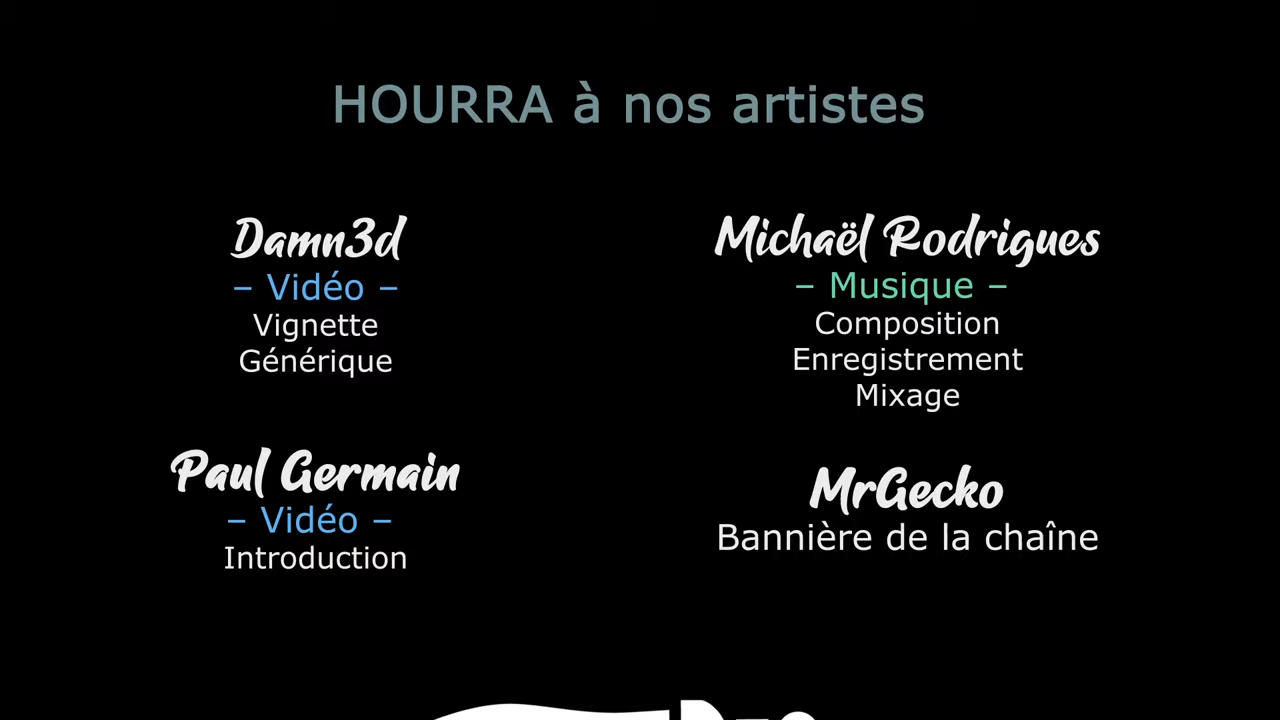 HOURRA à nos artistes
Damn3d
– Vidéo –
Vignette
Générique
Michaël Rodrigues
– Musique –
Composition
Enregistrement
Mixage
Paul Germain
– Vidéo –
Introduction
MrGecko
Bannière de la chaîne